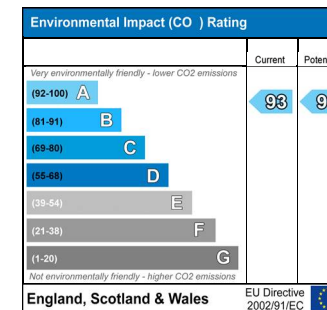 Environmental Impact (CO ) Rating
Current Poten
Very environmentally friendly - lower CO2 emissions
(92-100) A
(81-91) B
(69-80) C
(55-68) D
(39-54) E
(21-38) F
(1-20) G
93 9
Not environmentally friendly - higher CO2 emissions
England, Scotland & Wales
EU Directive
2002/91/EC